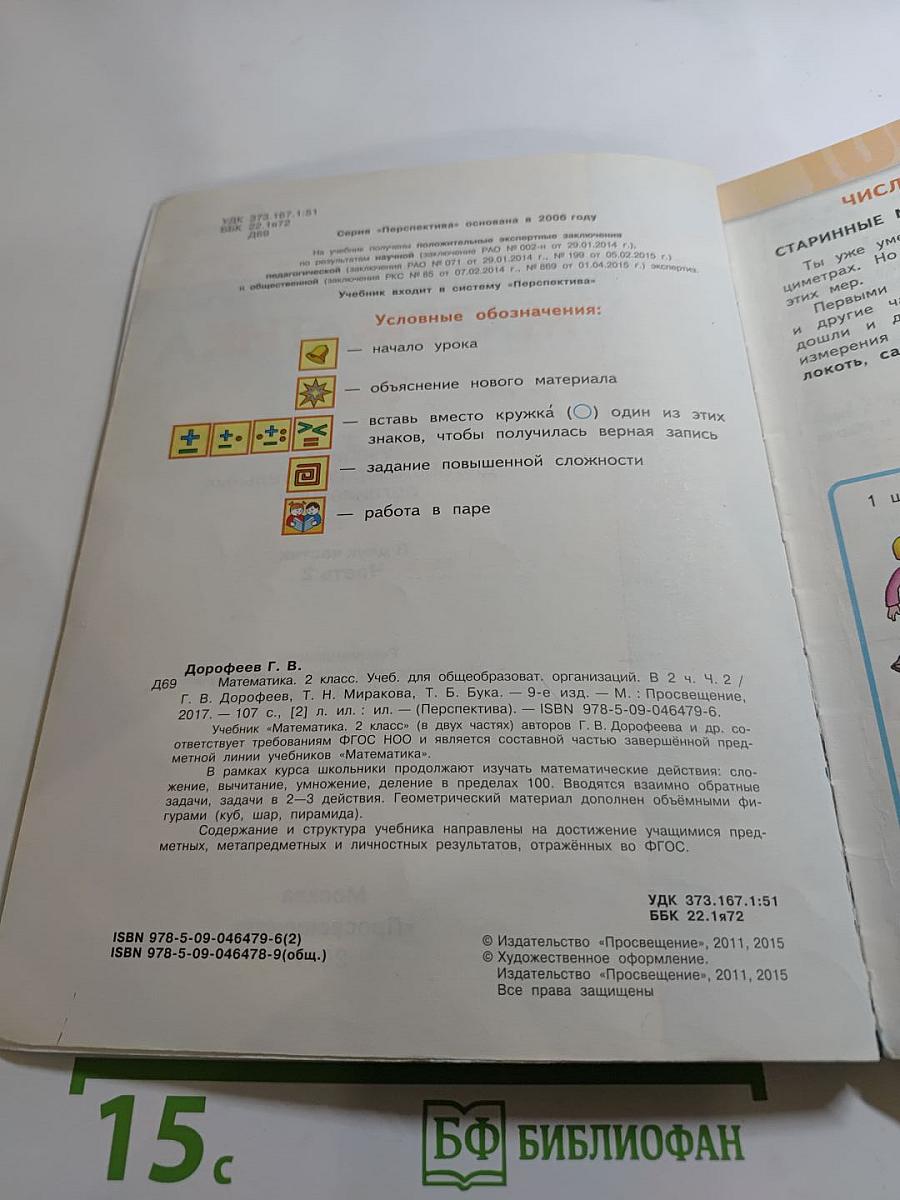 УДК 373.167.1:51
ББК 22.1я72
Д69
Серия «Перспектива» основана в 2006 году
На учебник получены положительные экспертные заключения
по результатам научной (заключения РАО № 002-н от 29.01.2014 г.),
педагогической (заключения РАО № 071 от 29.01.2014 г., № 199 от 05.02.2015 г.)
и общественной (заключения РКС № 85 от 07.02.2014 г., № 869 от 01.04.2015 г.) экспертиз.
Учебник входит в систему «Перспектива»
Условные обозначения:
— начало урока
— объяснение нового материала
— вставь вместо кружка́ (○) один из этих
знаков, чтобы получилась верная запись
— задание повышенной сложности
— работа в паре
Дорофеев Г. В.
Д69 Математика. 2 класс. Учеб. для общеобразоват. организаций. В 2 ч. Ч. 2 /
Г. В. Дорофеев, Т. Н. Миракова, Т. Б. Бука. — 9-е изд. — М. : Просвещение,
2017. — 107 с., [2] л. ил. : ил. — (Перспектива). — ISBN 978-5-09-046479-6.
Учебник «Математика. 2 класс» (в двух частях) авторов Г. В. Дорофеева и др. со-
ответствует требованиям ФГОС НОО и является составной частью завершённой пред-
метной линии учебников «Математика».
В рамках курса школьники продолжают изучать математические действия: сло-
жение, вычитание, умножение, деление в пределах 100. Вводятся взаимно обратные
задачи, задачи в 2—3 действия. Геометрический материал дополнен объёмными фи-
гурами (куб, шар, пирамида).
Содержание и структура учебника направлены на достижение учащимися пред-
метных, метапредметных и личностных результатов, отражённых во ФГОС.
УДК 373.167.1:51
ББК 22.1я72
ISBN 978-5-09-046479-6(2)
ISBN 978-5-09-046478-9(общ.)
© Издательство «Просвещение», 2011, 2015
© Художественное оформление.
Издательство «Просвещение», 2011, 2015
Все права защищены
ЧИСЛ
СТАРИННЫЕ
Ты уже уме
циметрах. Но
этих мер.
Первыми
и другие ча
дошли и д
измерения
локоть, са
1 ш
15 с
БФ БИБЛИОФАН